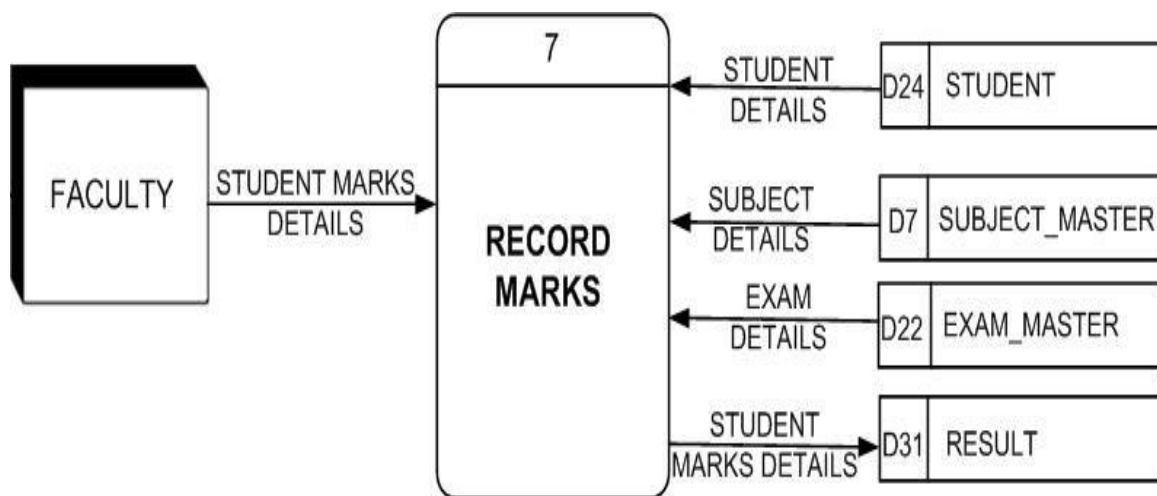 7
FACULTY
STUDENT MARKS
DETAILS
RECORD
MARKS
STUDENT
DETAILS
D24 STUDENT
SUBJECT
DETAILS
D7 SUBJECT_MASTER
EXAM
DETAILS
D22 EXAM_MASTER
STUDENT
MARKS DETAILS
D31 RESULT